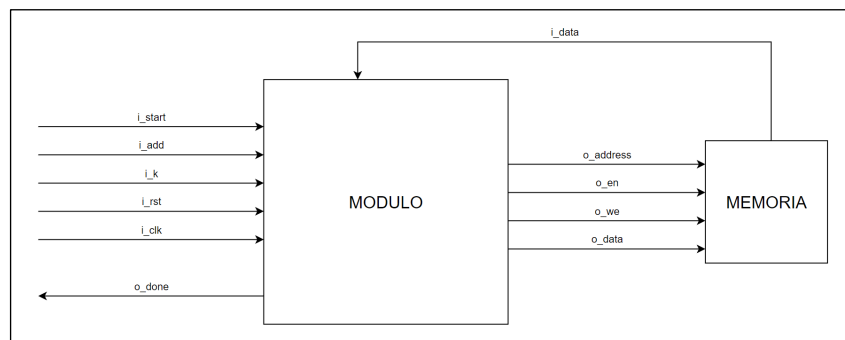 i_data
i_start
i_add
i_k
i_rst
i_clk
o_done
MODULO
o_address
o_en
o_we
o_data
MEMORIA